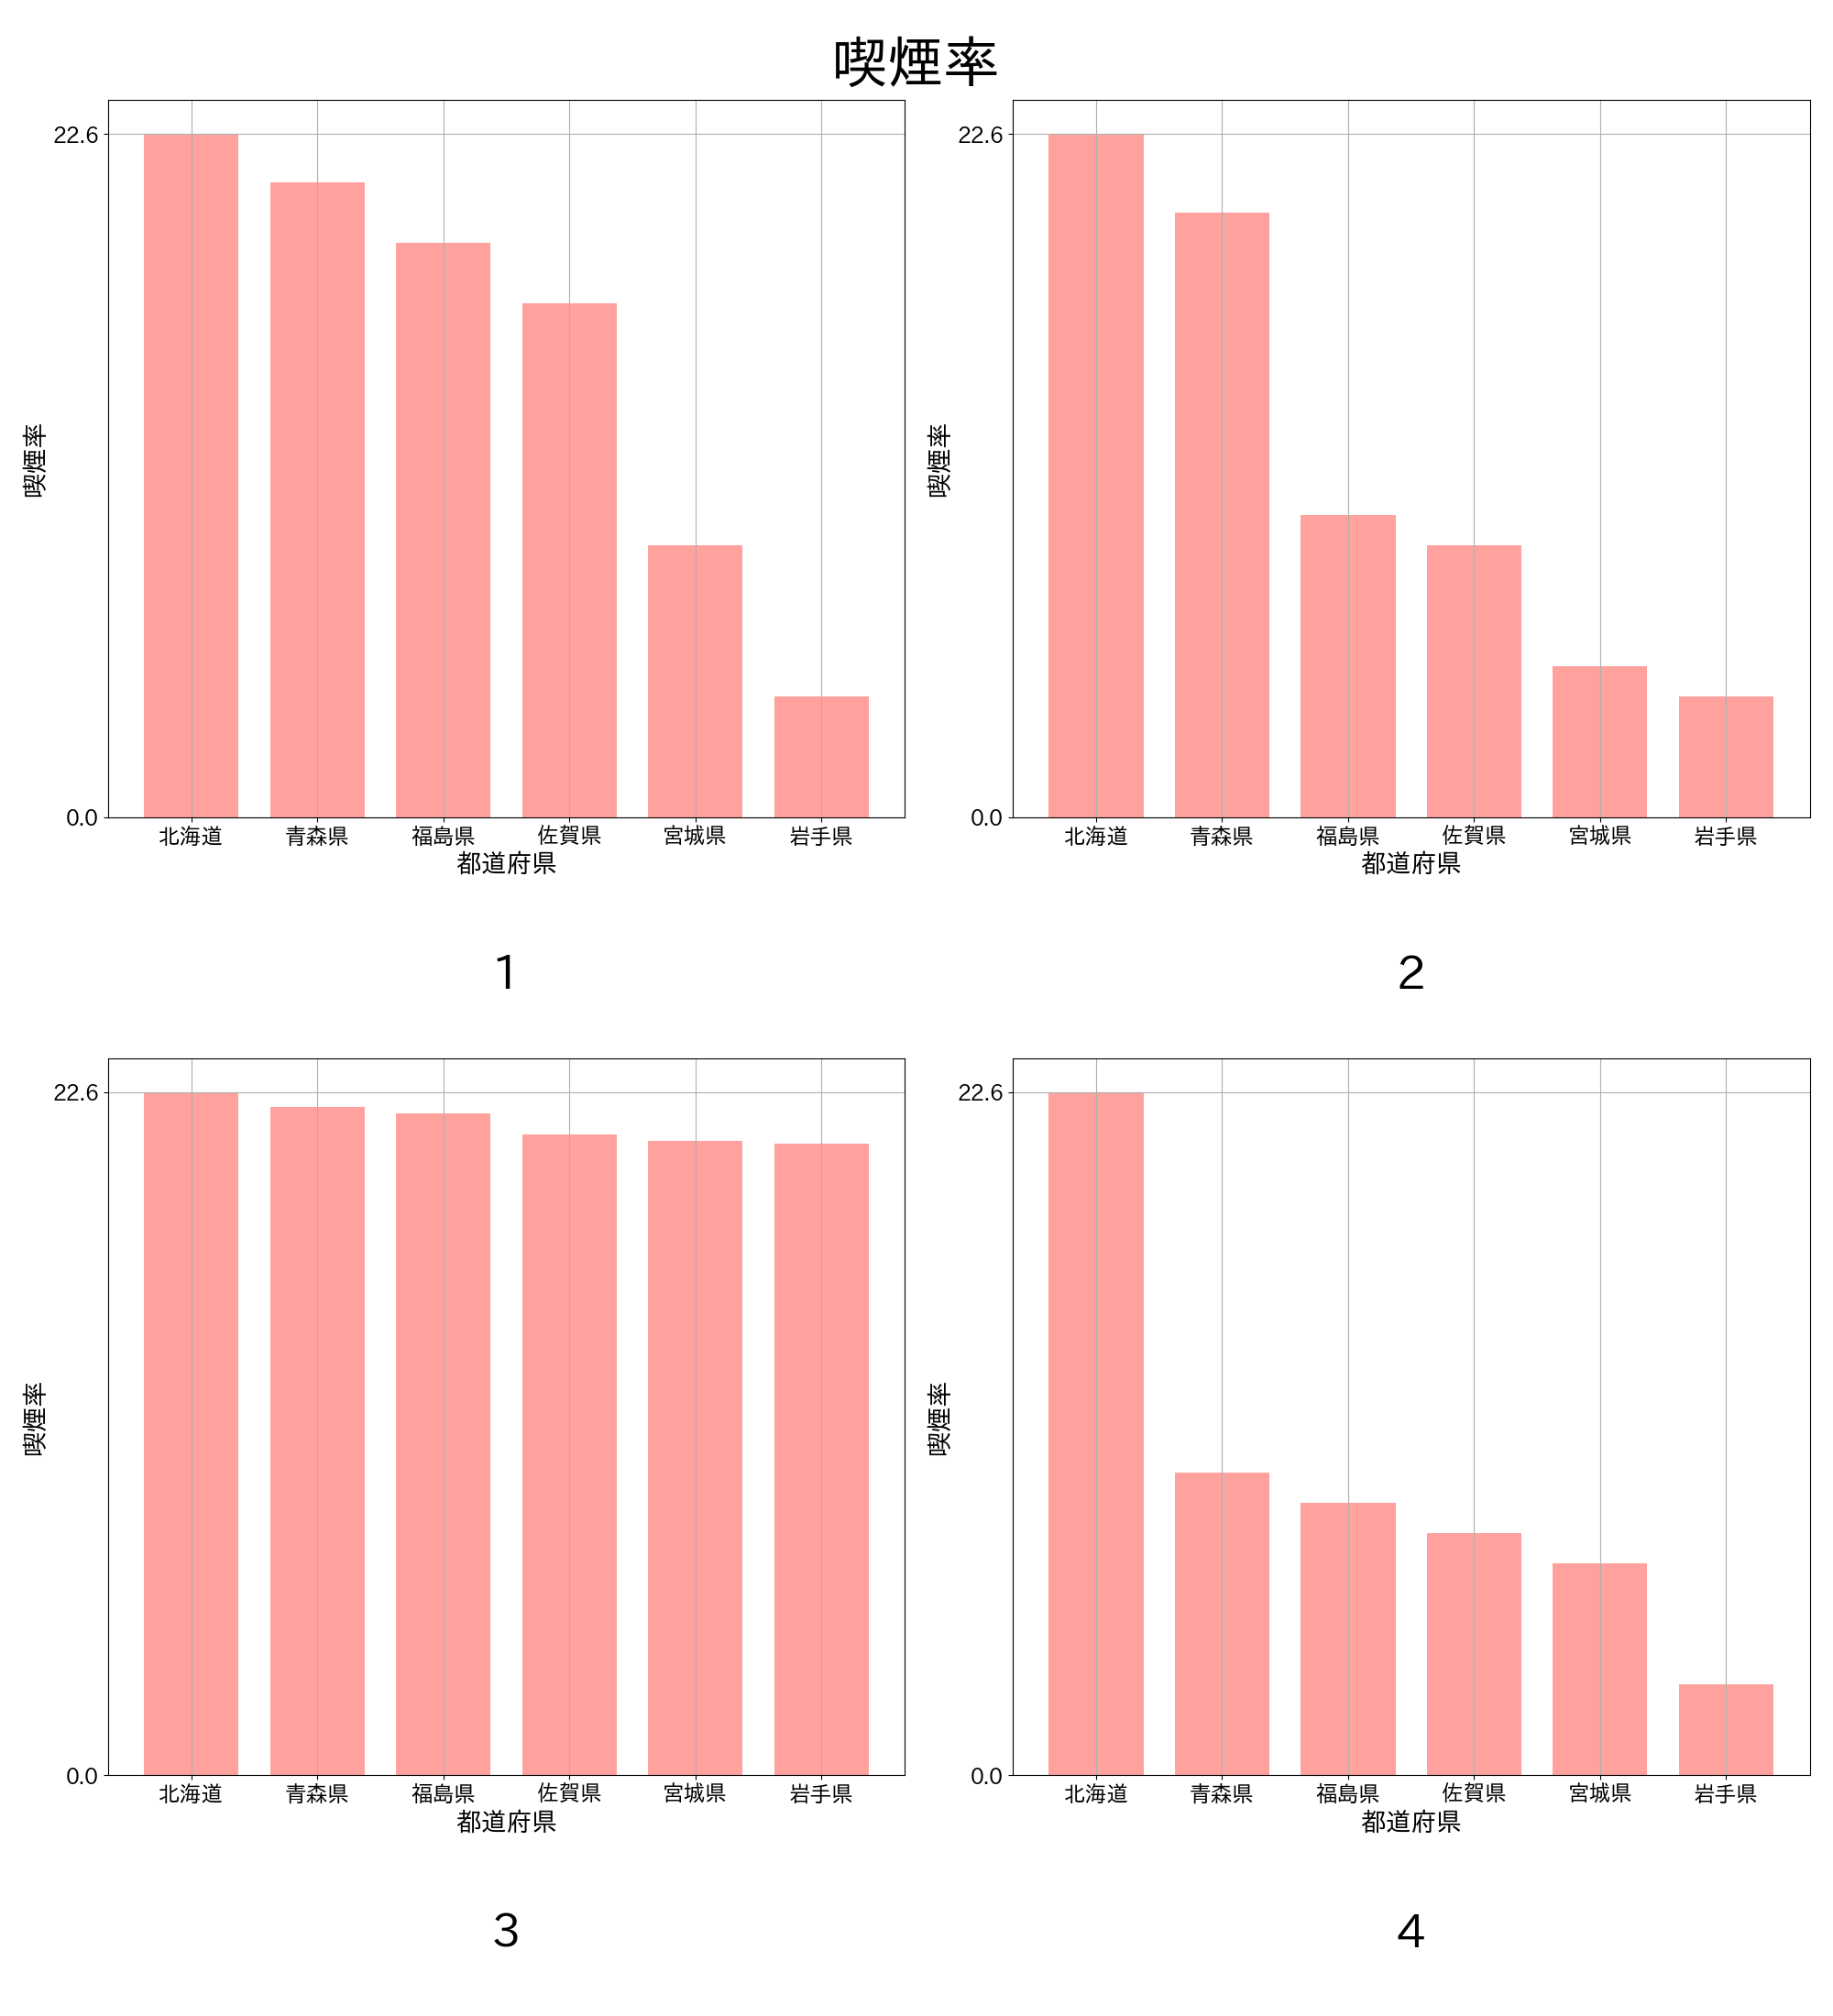 喫煙率
22.6
0.0
喫煙率
北海道 青森県 福島県 佐賀県 宮城県 岩手県
都道府県
1
22.6
0.0
喫煙率
北海道 青森県 福島県 佐賀県 宮城県 岩手県
都道府県
2
22.6
0.0
喫煙率
北海道 青森県 福島県 佐賀県 宮城県 岩手県
都道府県
3
22.6
0.0
喫煙率
北海道 青森県 福島県 佐賀県 宮城県 岩手県
都道府県
4